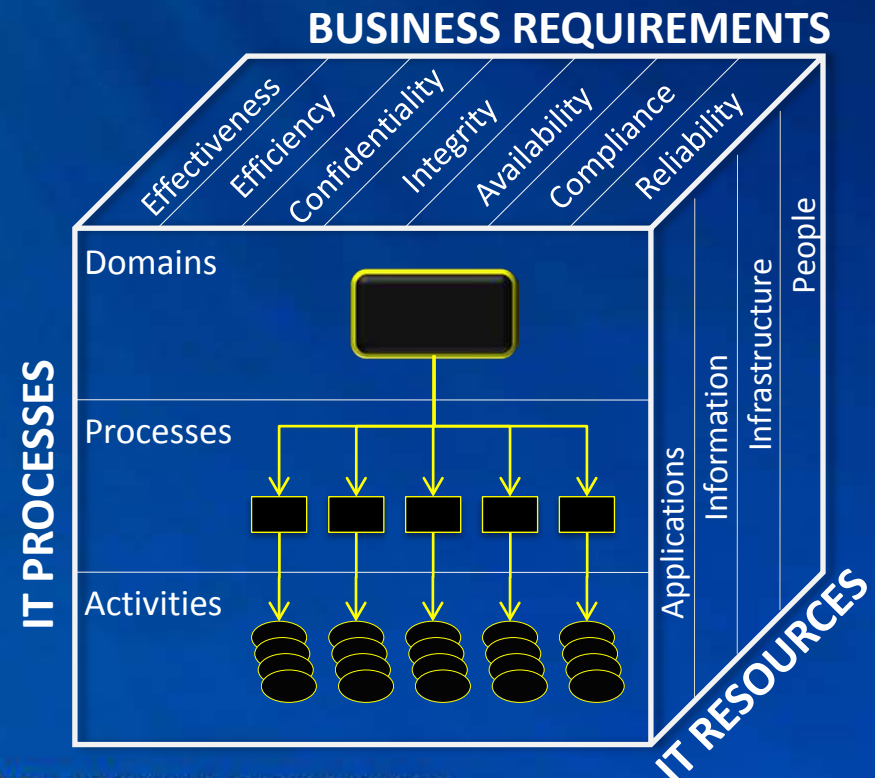 BUSINESS REQUIREMENTS
Effectiveness
Efficiency
Confidentiality
Integrity
Availability
Compliance
Reliability
IT PROCESSES
Domains
Processes
Activities
Applications
Information
Infrastructure
People
IT RESOURCES